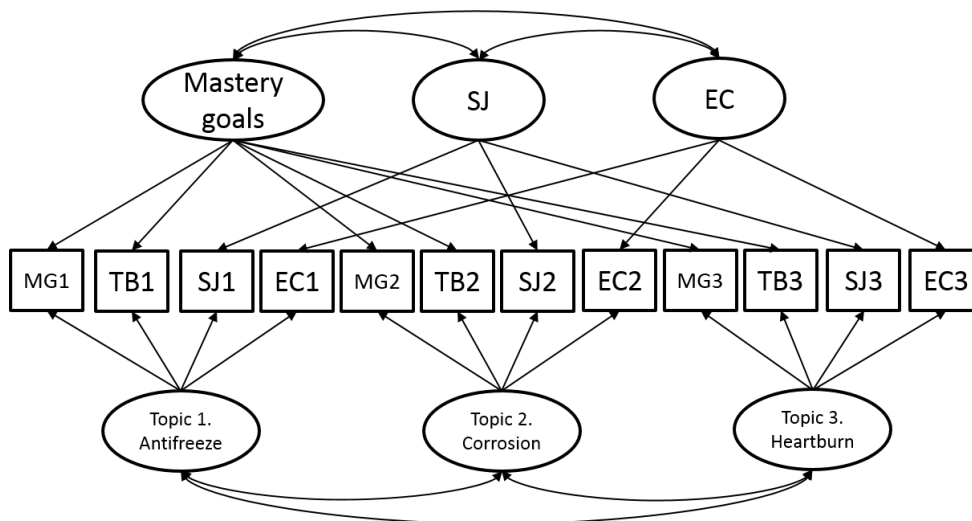 Mastery
goals
SJ
EC
MG1
TB1
SJ1
EC1
MG2
TB2
SJ2
EC2
MG3
TB3
SJ3
EC3
Topic 1.
Antifreeze
Topic 2.
Corrosion
Topic 3.
Heartburn